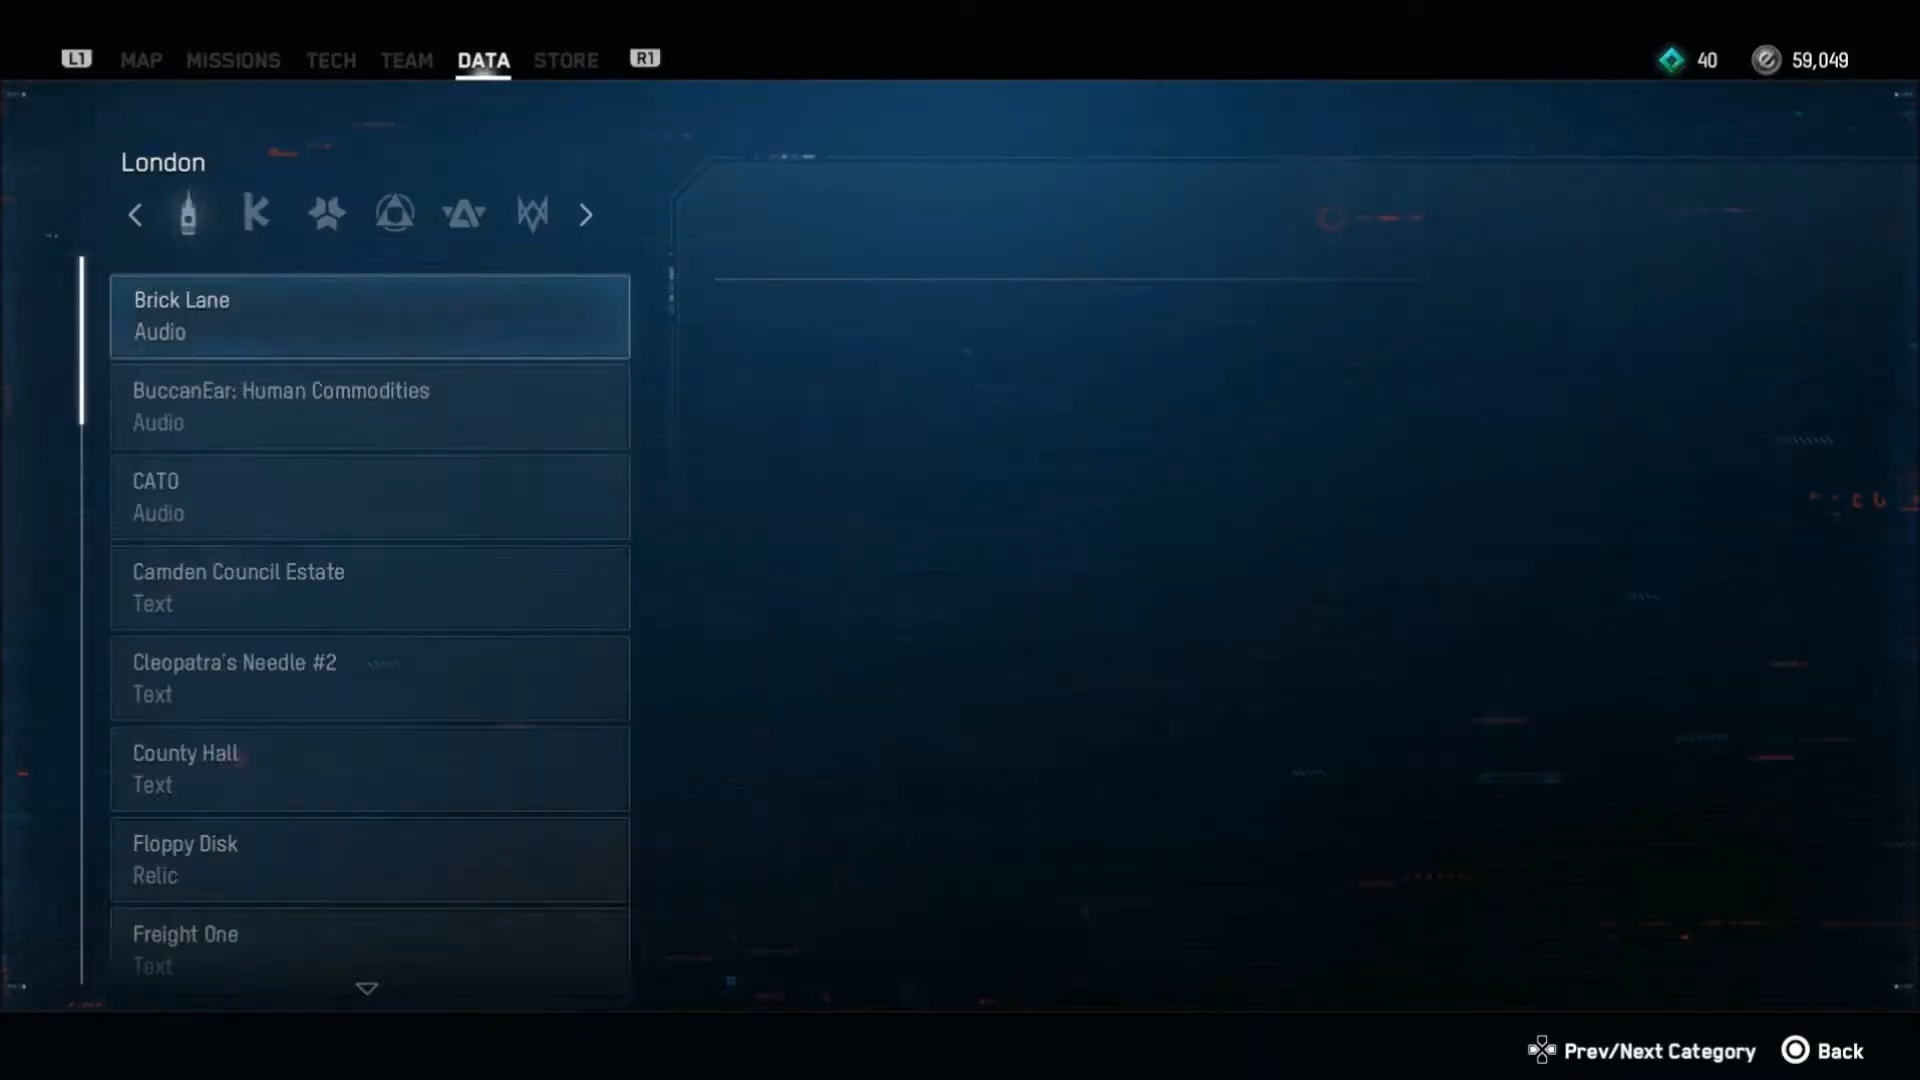 L1 MAP MISSIONS TECH TEAM DATA STORE R1 40 59,049
London
Brick Lane
Audio
BuccanEar: Human Commodities
Audio
CATO
Audio
Camden Council Estate
Text
Cleopatra's Needle #2
Text
County Hall
Text
Floppy Disk
Relic
Freight One
Text
Prev/Next Category Back